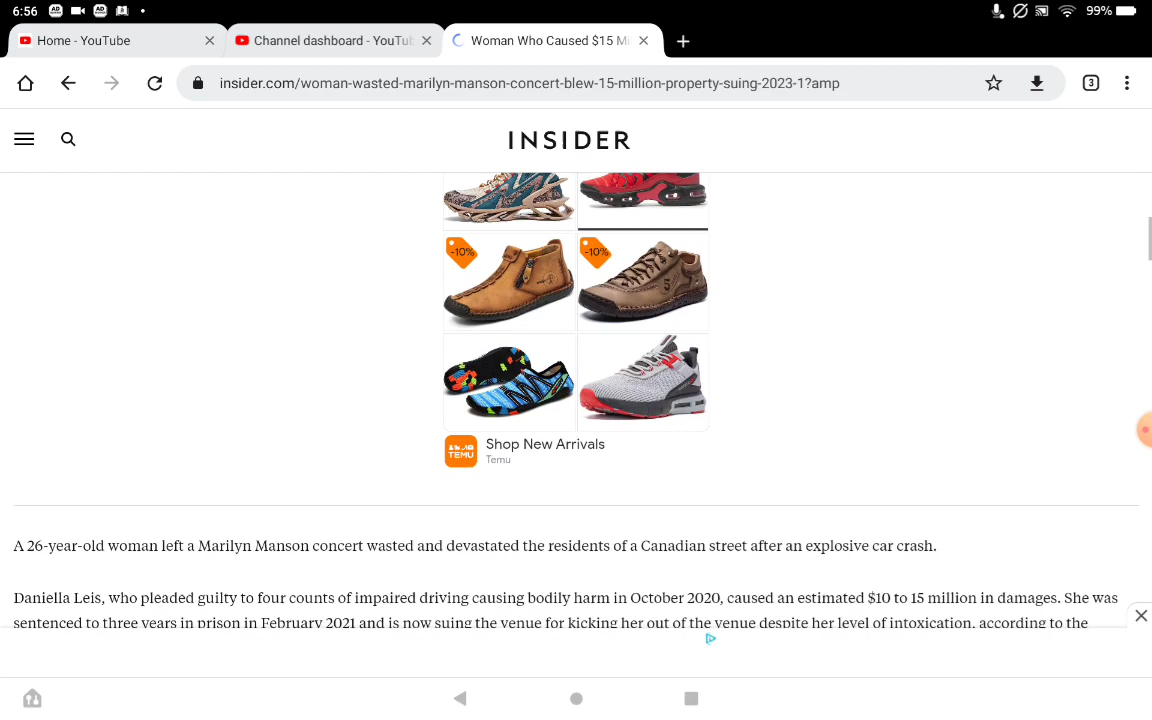 6:56
99%
Home - YouTube
Channel dashboard - YouTub
Woman Who Caused $15 Mi
insider.com/woman-wasted-marilyn-manson-concert-blew-15-million-property-suing-2023-1?amp
3
INSIDER
-10%
-10%
5
TEMU
Shop New Arrivals
Temu
A 26-year-old woman left a Marilyn Manson concert wasted and devastated the residents of a Canadian street after an explosive car crash.
Daniella Leis, who pleaded guilty to four counts of impaired driving causing bodily harm in October 2020, caused an estimated $10 to 15 million in damages. She was
sentenced to three years in prison in February 2021 and is now suing the venue for kicking her out of the venue despite her level of intoxication, according to the